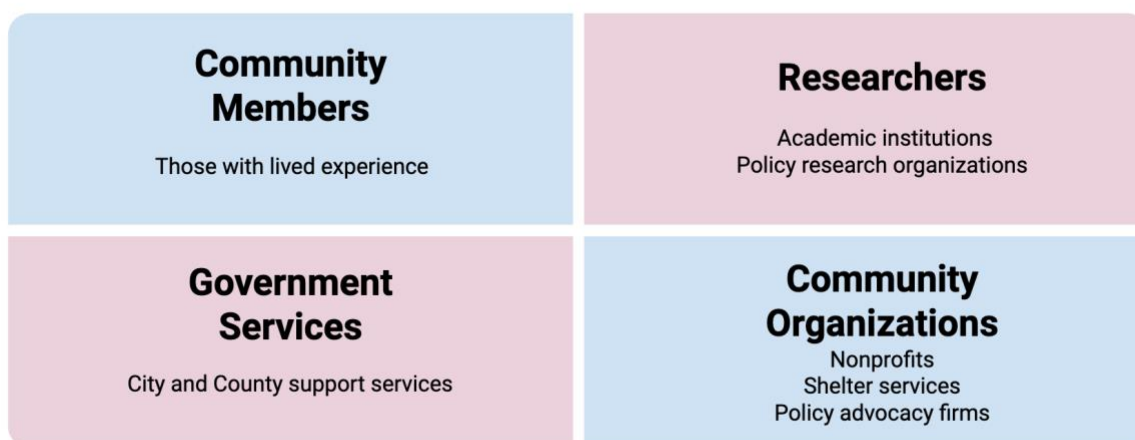 Community
Members
Those with lived experience
Researchers
Academic institutions
Policy research organizations
Government
Services
City and County support services
Community
Organizations
Nonprofits
Shelter services
Policy advocacy firms